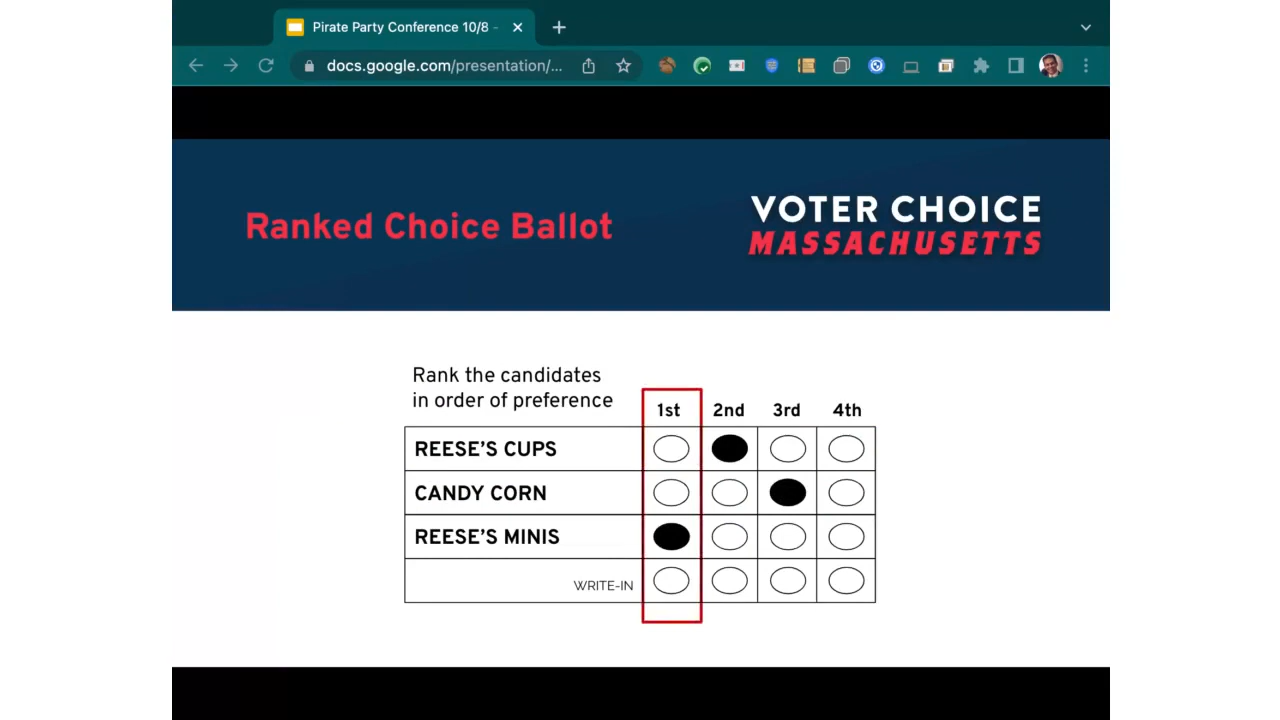 Pirate Party Conference 10/8 -
docs.google.com/presentation/...
Ranked Choice Ballot
VOTER CHOICE
MASSACHUSETTS
Rank the candidates
in order of preference
1st 2nd 3rd 4th
REESE'S CUPS
CANDY CORN
REESE'S MINIS
WRITE-IN